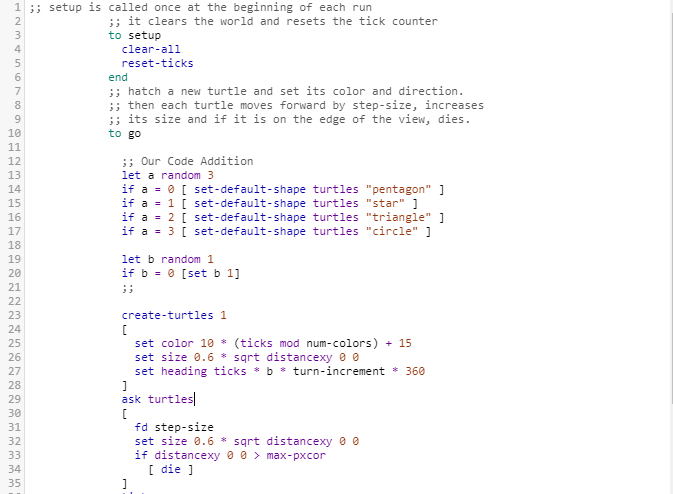 1 ;; setup is called once at the beginning of each run
2 ;; it clears the world and resets the tick counter
3 to setup
4 clear-all
5 reset-ticks
6 end
7 ;; hatch a new turtle and set its color and direction.
8 ;; then each turtle moves forward by step-size, increases
9 ;; its size and if it is on the edge of the view, dies.
10 to go
11
12 ;; Our Code Addition
13 let a random 3
14 if a = 0 [ set-default-shape turtles "pentagon" ]
15 if a = 1 [ set-default-shape turtles "star" ]
16 if a = 2 [ set-default-shape turtles "triangle" ]
17 if a = 3 [ set-default-shape turtles "circle" ]
18
19 let b random 1
20 if b = 0 [set b 1]
21 ;;
22
23 create-turtles 1
24 [
25 set color 10 * (ticks mod num-colors) + 15
26 set size 0.6 * sqrt distancexy 0 0
27 set heading ticks * b * turn-increment * 360
28 ]
29 ask turtles
30 [
31 fd step-size
32 set size 0.6 * sqrt distancexy 0 0
33 if distancexy 0 0 > max-pxcor
34 [ die ]
35 ]